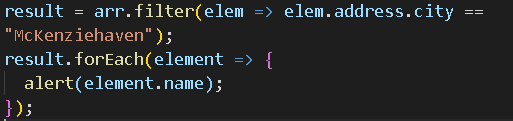 result = arr.filter(elem => elem.address.city ==
"McKenziehaven");
result.forEach(element => {
  alert(element.name);
});